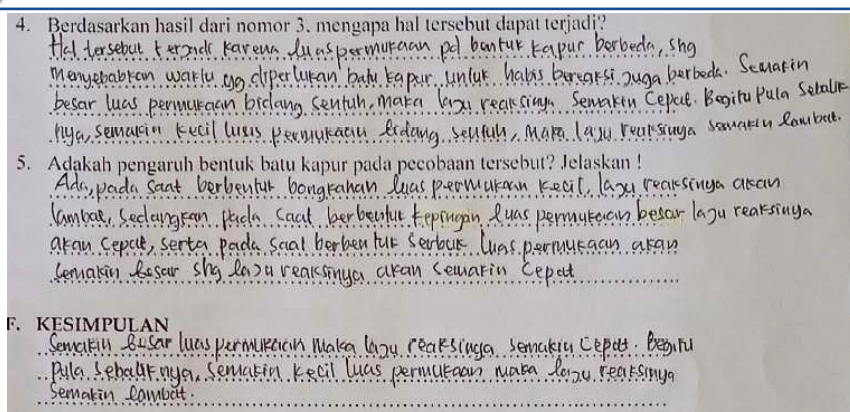 4. Berdasarkan hasil dari nomor 3. mengapa hal tersebut dapat terjadi?
Hal tersebut terjadi karena luas permukaan pd bentuk kapur berbeda, shg
menyebabkan waktu yg diperlukan batu kapur untuk habis bereaksi juga berbeda. Semakin
besar luas permukaan bidang sentuh, maka laju reaksinya semakin cepat. Begitu pula sebalik
nya, semakin kecil luas permukaan bidang sentuh, maka laju reaksinya semakin lambat.
5. Adakah pengaruh bentuk batu kapur pada pecobaan tersebut? Jelaskan !
Ada, pada saat berbentuk bongkahan luas permukaan kecil, laju reaksinya akan
lambat, sedangkan pada saat berbentuk kepingan luas permukaan besar laju reaksinya
akan cepat, serta pada saat berbentuk serbuk luas permukaan akan
semakin besar shg laju reaksinya akan semakin cepat
F. KESIMPULAN
Semakin besar luas permukaan maka laju reaksinya semakin cepat. Begitu
pula sebaliknya, semakin kecil luas permukaan maka laju reaksinya
semakin lambat.